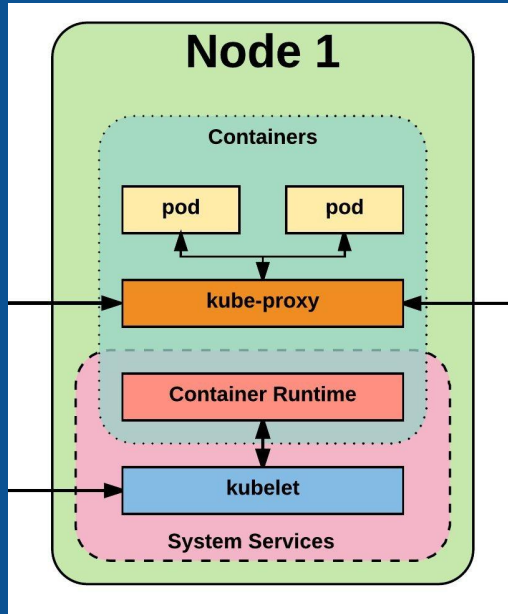 Node 1
Containers
pod pod
kube-proxy
Container Runtime
kubelet
System Services